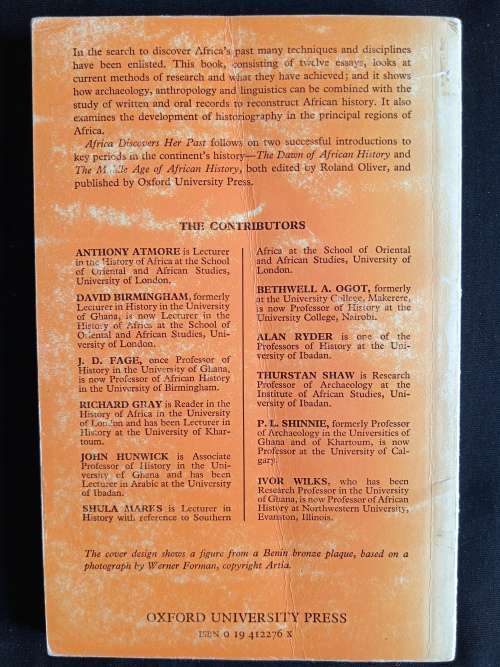 In the search to discover Africa's past many techniques and disciplines
have been enlisted. This book, consisting of twelve essays, looks at
current methods of research and what they have achieved; and it shows
how archaeology, anthropology and linguistics can be combined with the
study of written and oral records to reconstruct African history. It also
examines the development of historiography in the principal regions of
Africa.
Africa Discovers Her Past follows on two successful introductions to
key periods in the continent's history—The Dawn of African History and
The Middle Age of African History, both edited by Roland Oliver, and
published by Oxford University Press.
THE CONTRIBUTORS
ANTHONY ATMORE is Lecturer
in the History of Africa at the School
of Oriental and African Studies,
University of London.
DAVID BIRMINGHAM, formerly
Lecturer in History in the University
of Ghana, is now Lecturer in the
History of Africa at the School of
Oriental and African Studies, Uni-
versity of London.
J. D. FAGE, once Professor of
History in the University of Ghana,
is now Professor of African History
in the University of Birmingham.
RICHARD GRAY is Reader in the
History of Africa in the University
of London and has been Lecturer in
History at the University of Khar-
toum.
JOHN HUNWICK is Associate
Professor of History in the Uni-
versity of Ghana and has been
Lecturer in Arabic at the University
of Ibadan.
SHULA MARKS is Lecturer in
History with reference to Southern
Africa at the School of Oriental
and African Studies, University of
London.
BETHWELL A. OGOT, formerly
at the University College, Makerere,
is now Professor of History at the
University College, Nairobi.
ALAN RYDER is one of the
Professors of History at the Uni-
versity of Ibadan.
THURSTAN SHAW is Research
Professor of Archaeology at the
Institute of African Studies, Uni-
versity of Ibadan.
P. L. SHINNIE, formerly Professor
of Archaeology in the Universities of
Ghana and of Khartoum, is now
Professor at the University of Cal-
gary.
IVOR WILKS, who has been
Research Professor in the University
of Ghana, is now Professor of African
History at Northwestern University,
Evanston, Illinois.
The cover design shows a figure from a Benin bronze plaque, based on a
photograph by Werner Forman, copyright Artia.
OXFORD UNIVERSITY PRESS
ISBN 0 19 412276 X